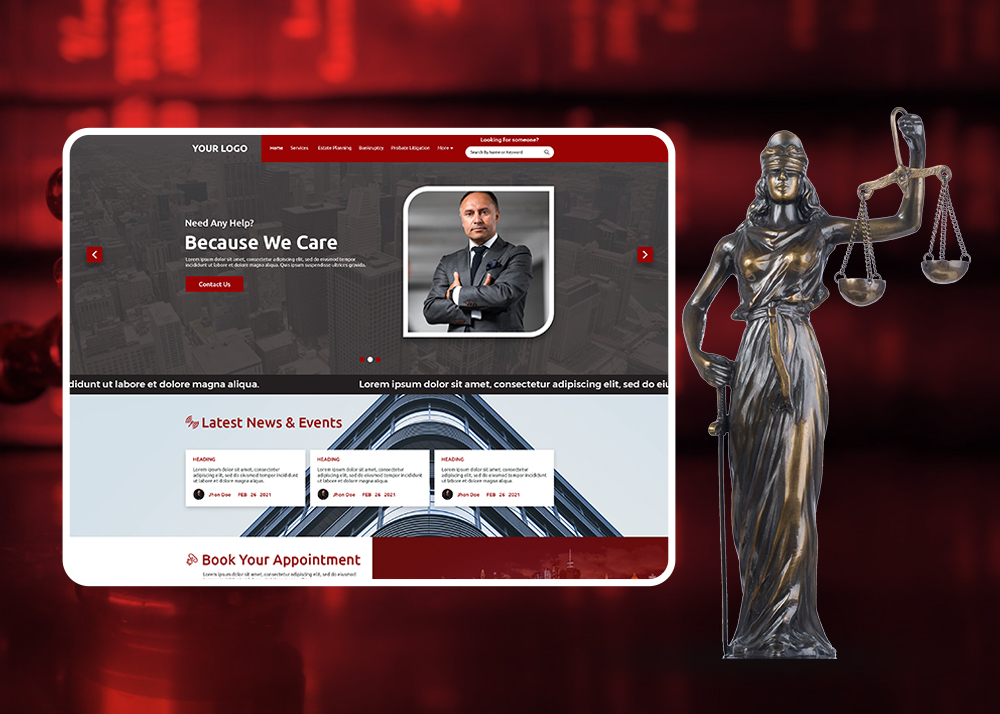 YOUR LOGO
Home Services Estate Planning Bankruptcy Probate Litigation More
Looking for someone?
Search By Name or Keyword
Need Any Help?
Because We Care
Lorem ipsum dolor sit amet, consectetur adipiscing elit, sed do eiusmod tempor
incididunt ut labore et dolore magna aliqua. Quis ipsum suspendisse ultrices gravida.
Contact Us
didunt ut labore et dolore magna aliqua. Lorem ipsum dolor sit amet, consectetur adipiscing elit, sed do eiu
Latest News & Events
HEADING
Lorem ipsum dolor sit amet, consectetur
adipiscing elit, sed do eiusmod tempor incididunt
ut labore et dolore magna aliqua.
Jhon Doe FEB 26 2021
HEADING
Lorem ipsum dolor sit amet, consectetur
adipiscing elit, sed do eiusmod tempor incididunt
ut labore et dolore magna aliqua.
Jhon Doe FEB 26 2021
HEADING
Lorem ipsum dolor sit amet, consectetur
adipiscing elit, sed do eiusmod tempor incididunt
ut labore et dolore magna aliqua.
Jhon Doe FEB 26 2021
Book Your Appointment
Lorem ipsum dolor sit amet, consectetur adipiscing elit, sed do eiusmod